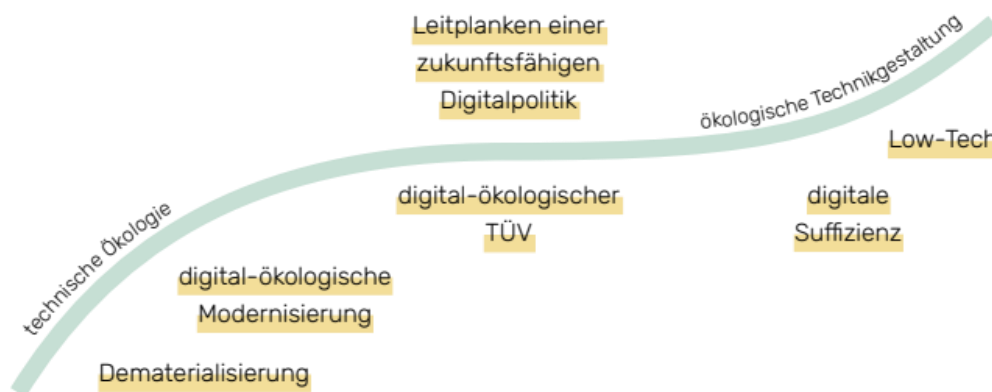 Leitplanken einer
zukunftsfähigen
Digitalpolitik
ökologische Technikgestaltung
Low-Tech
digital-ökologischer
TÜV
digitale
Suffizienz
technische Ökologie
digital-ökologische
Modernisierung
Dematerialisierung